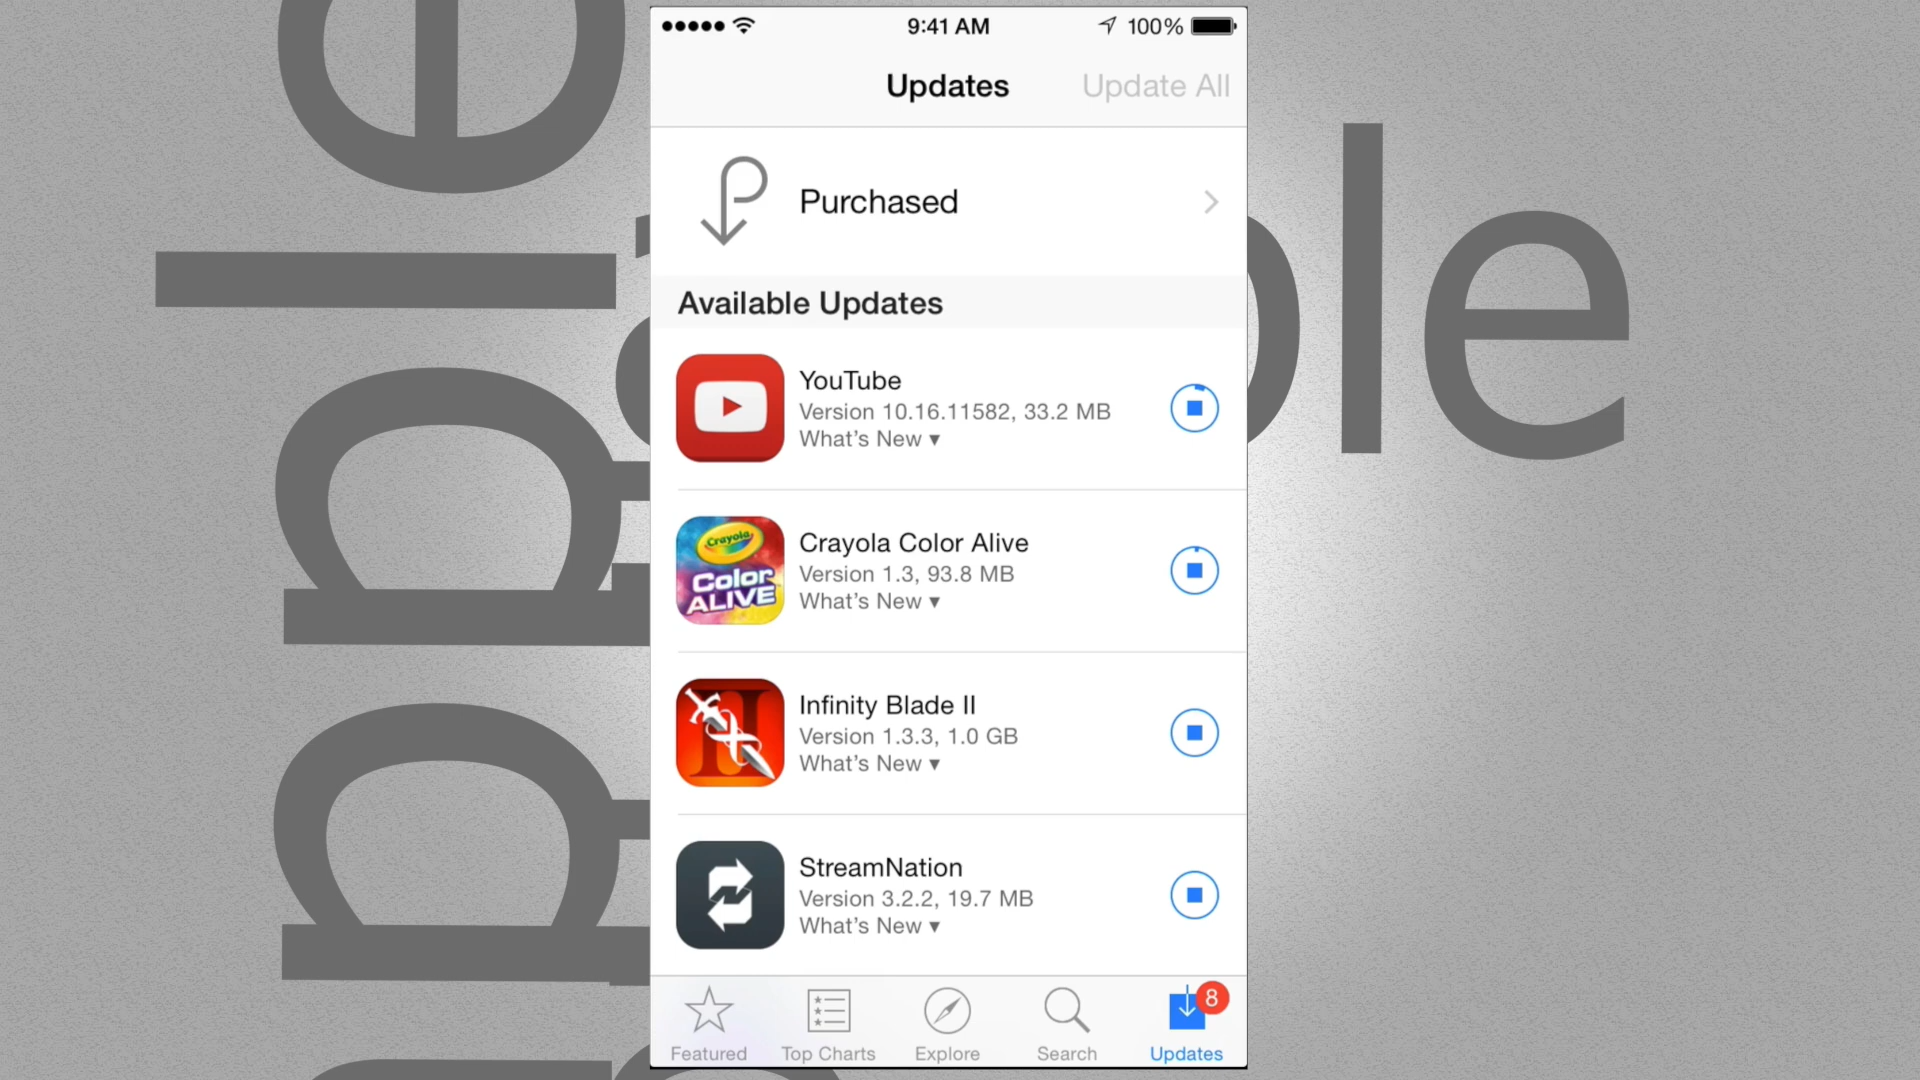 9:41 AM
100%
Updates
Update All
Purchased
Available Updates
YouTube
Version 10.16.11582, 33.2 MB
What's New ▾
Crayola
Color
ALIVE
Crayola Color Alive
Version 1.3, 93.8 MB
What's New ▾
Infinity Blade II
Version 1.3.3, 1.0 GB
What's New ▾
StreamNation
Version 3.2.2, 19.7 MB
What's New ▾
Featured
Top Charts
Explore
Search
8
Updates